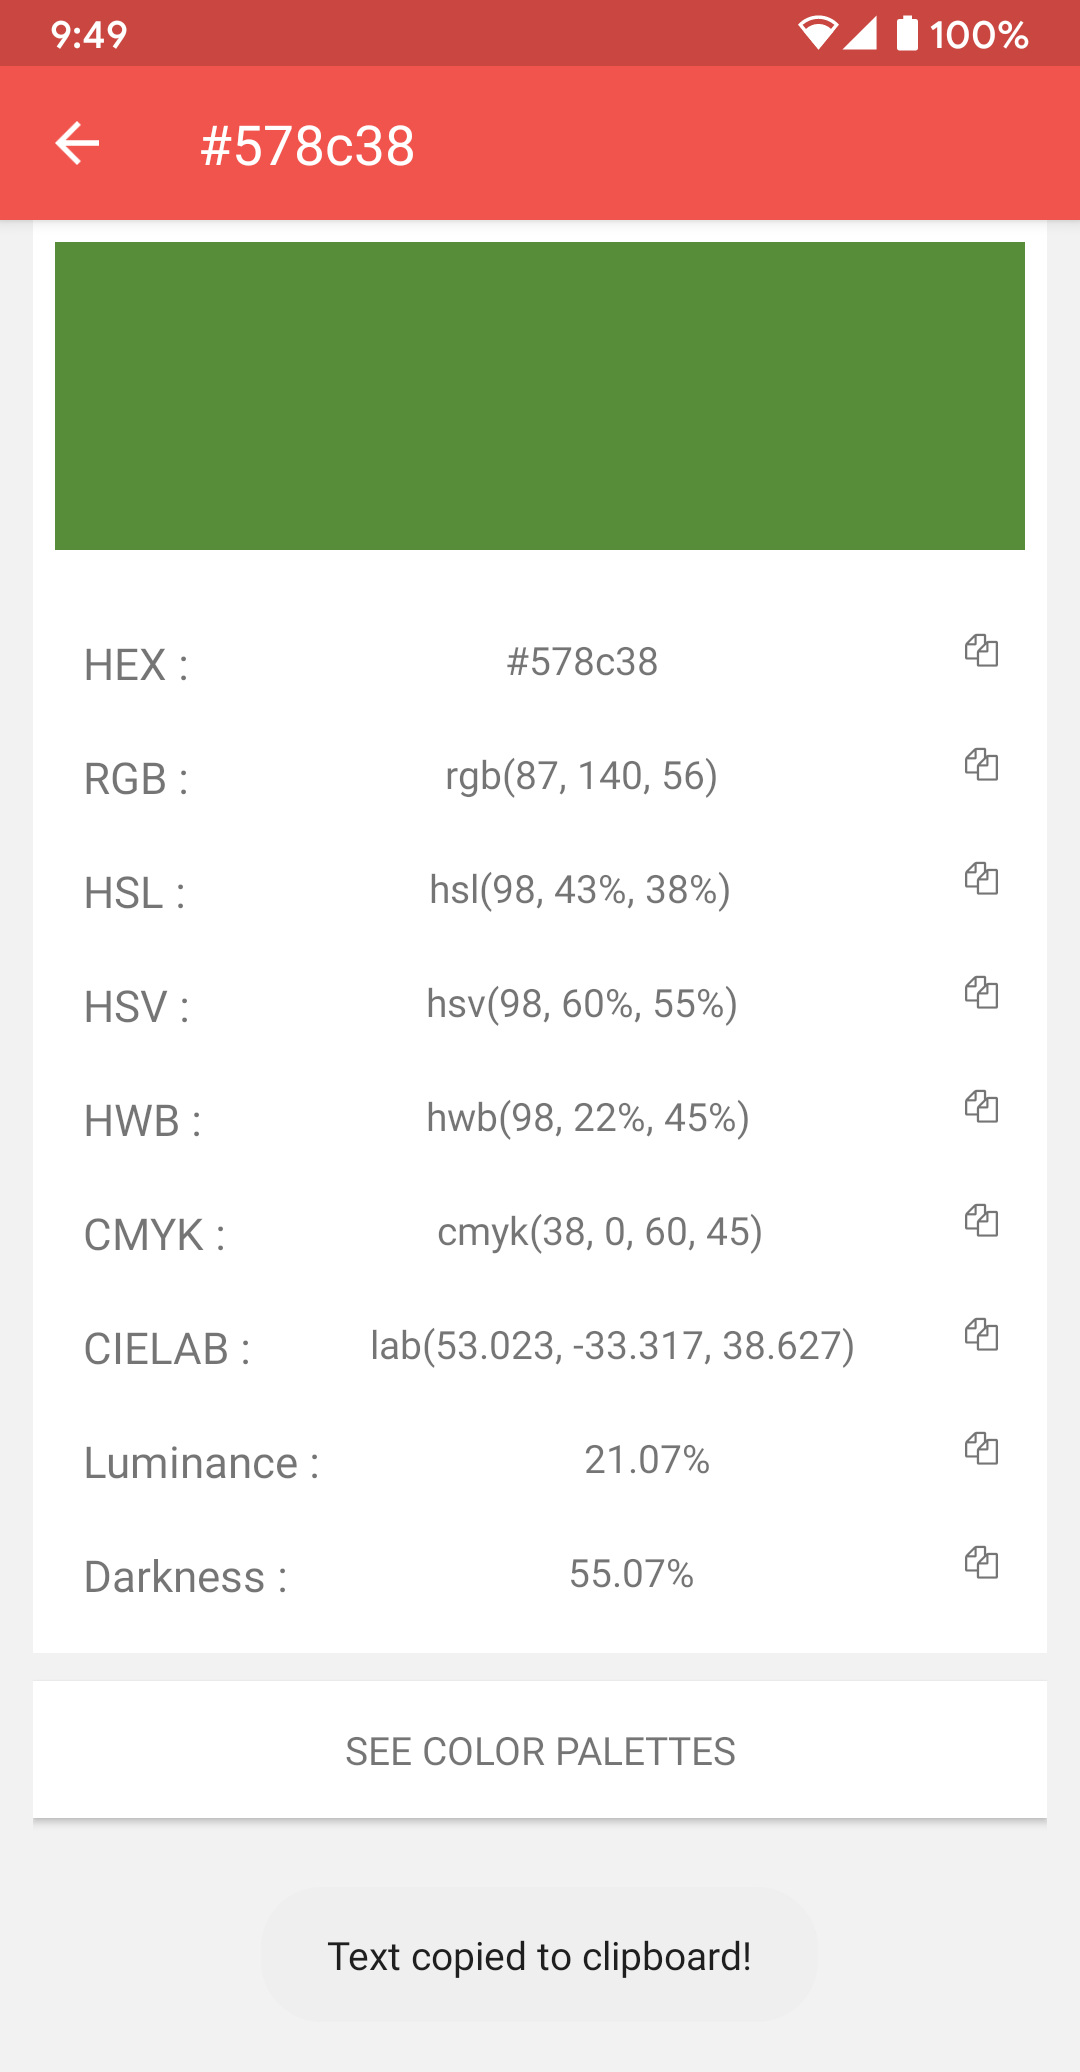 9:49
100%
#578c38
HEX : #578c38
RGB : rgb(87, 140, 56)
HSL : hsl(98, 43%, 38%)
HSV : hsv(98, 60%, 55%)
HWB : hwb(98, 22%, 45%)
CMYK : cmyk(38, 0, 60, 45)
CIELAB : lab(53.023, -33.317, 38.627)
Luminance : 21.07%
Darkness : 55.07%
SEE COLOR PALETTES
Text copied to clipboard!